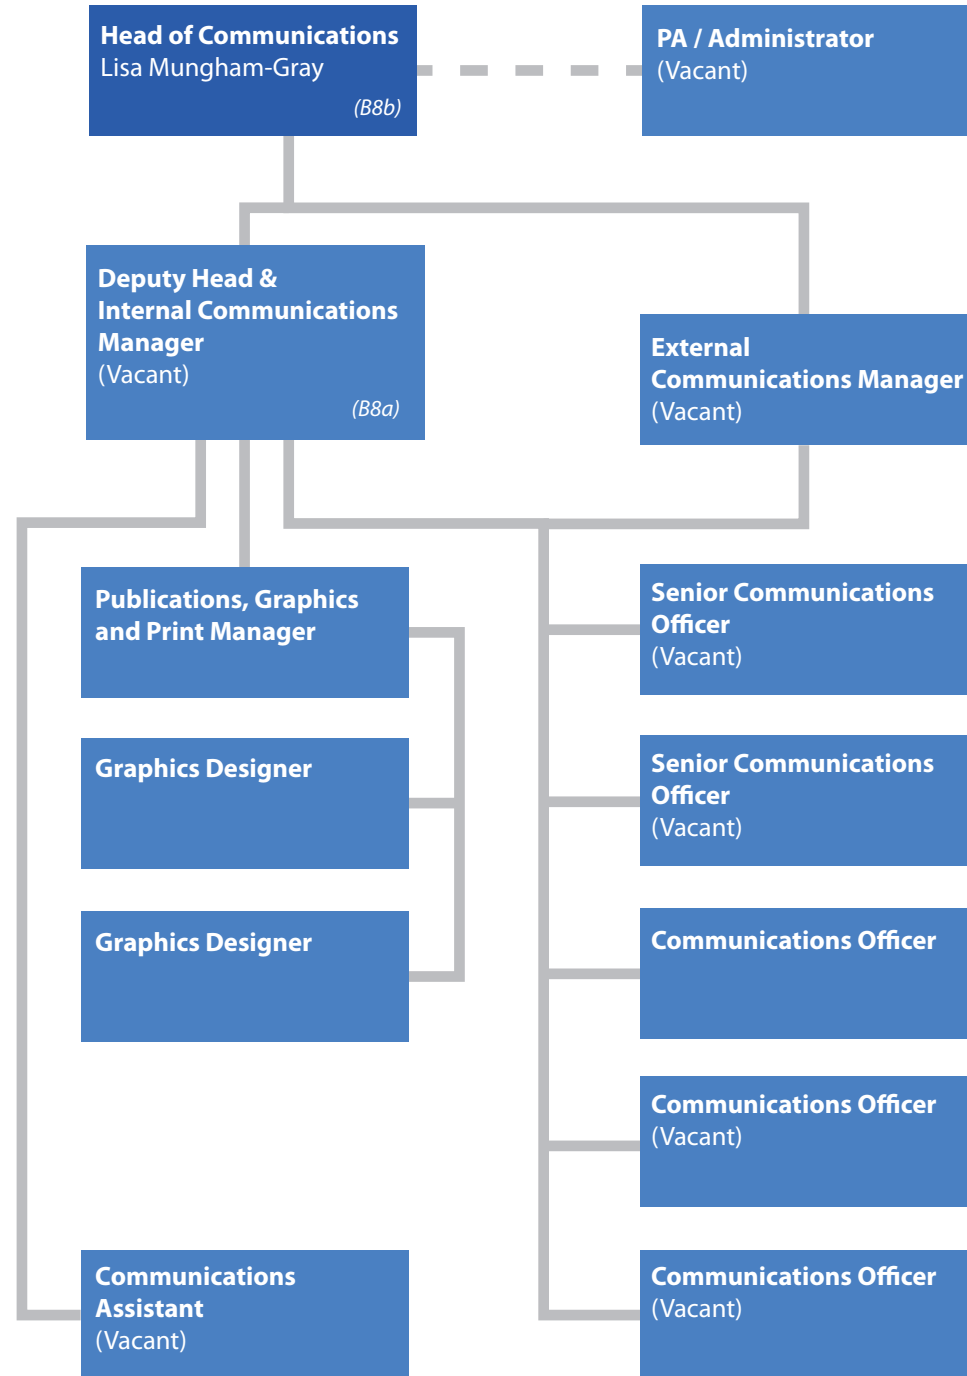 Head of Communications
Lisa Mungham-Gray
(B8b)
PA / Administrator
(Vacant)
Deputy Head &
Internal Communications
Manager
(Vacant)
(B8a)
External
Communications Manager
(Vacant)
Publications, Graphics
and Print Manager
Graphics Designer
Graphics Designer
Communications
Assistant
(Vacant)
Senior Communications
Officer
(Vacant)
Senior Communications
Officer
(Vacant)
Communications Officer
Communications Officer
(Vacant)
Communications Officer
(Vacant)